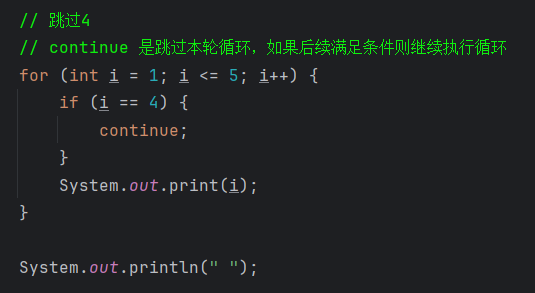 // 跳过4
// continue 是跳过本轮循环，如果后续满足条件则继续执行循环
for (int i = 1; i <= 5; i++) {
    if (i == 4) {
        continue;
    }
    System.out.print(i);
}
System.out.println(" ");